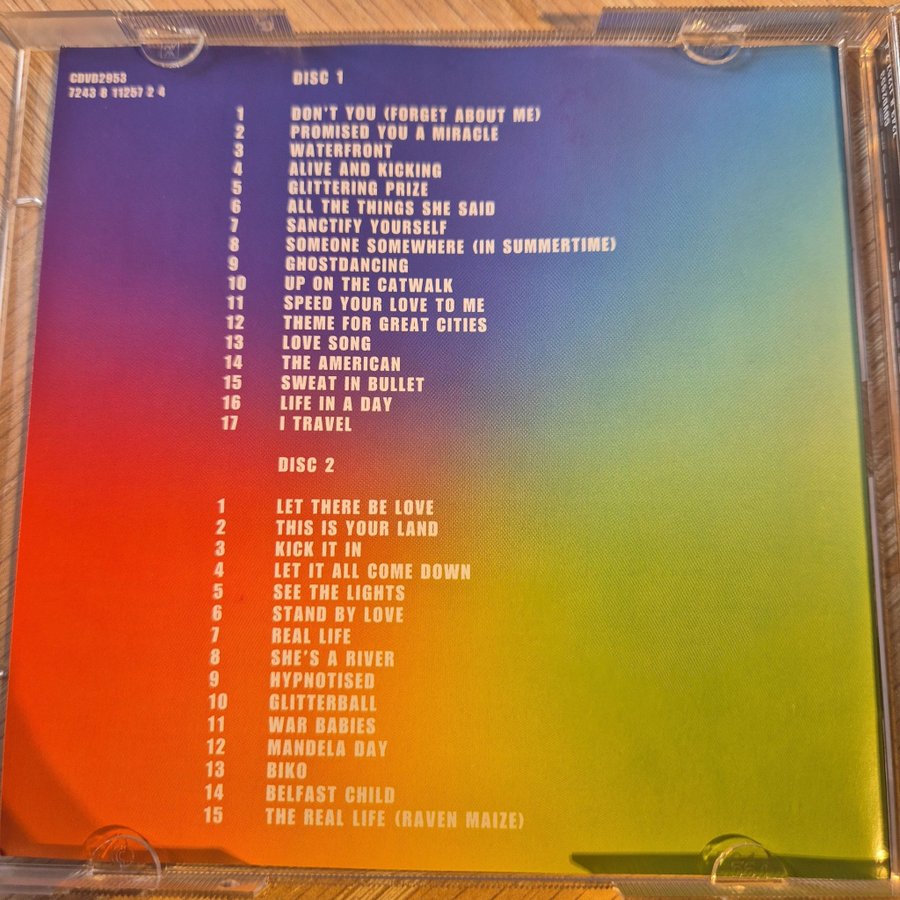 CDVD2953
7243 8 11257 2 4
DISC 1
1 DON'T YOU (FORGET ABOUT ME)
2 PROMISED YOU A MIRACLE
3 WATERFRONT
4 ALIVE AND KICKING
5 GLITTERING PRIZE
6 ALL THE THINGS SHE SAID
7 SANCTIFY YOURSELF
8 SOMEONE SOMEWHERE (IN SUMMERTIME)
9 GHOSTDANCING
10 UP ON THE CATWALK
11 SPEED YOUR LOVE TO ME
12 THEME FOR GREAT CITIES
13 LOVE SONG
14 THE AMERICAN
15 SWEAT IN BULLET
16 LIFE IN A DAY
17 I TRAVEL
DISC 2
1 LET THERE BE LOVE
2 THIS IS YOUR LAND
3 KICK IT IN
4 LET IT ALL COME DOWN
5 SEE THE LIGHTS
6 STAND BY LOVE
7 REAL LIFE
8 SHE'S A RIVER
9 HYPNOTISED
10 GLITTERBALL
11 WAR BABIES
12 MANDELA DAY
13 BIKO
14 BELFAST CHILD
15 THE REAL LIFE (RAVEN MAIZE)